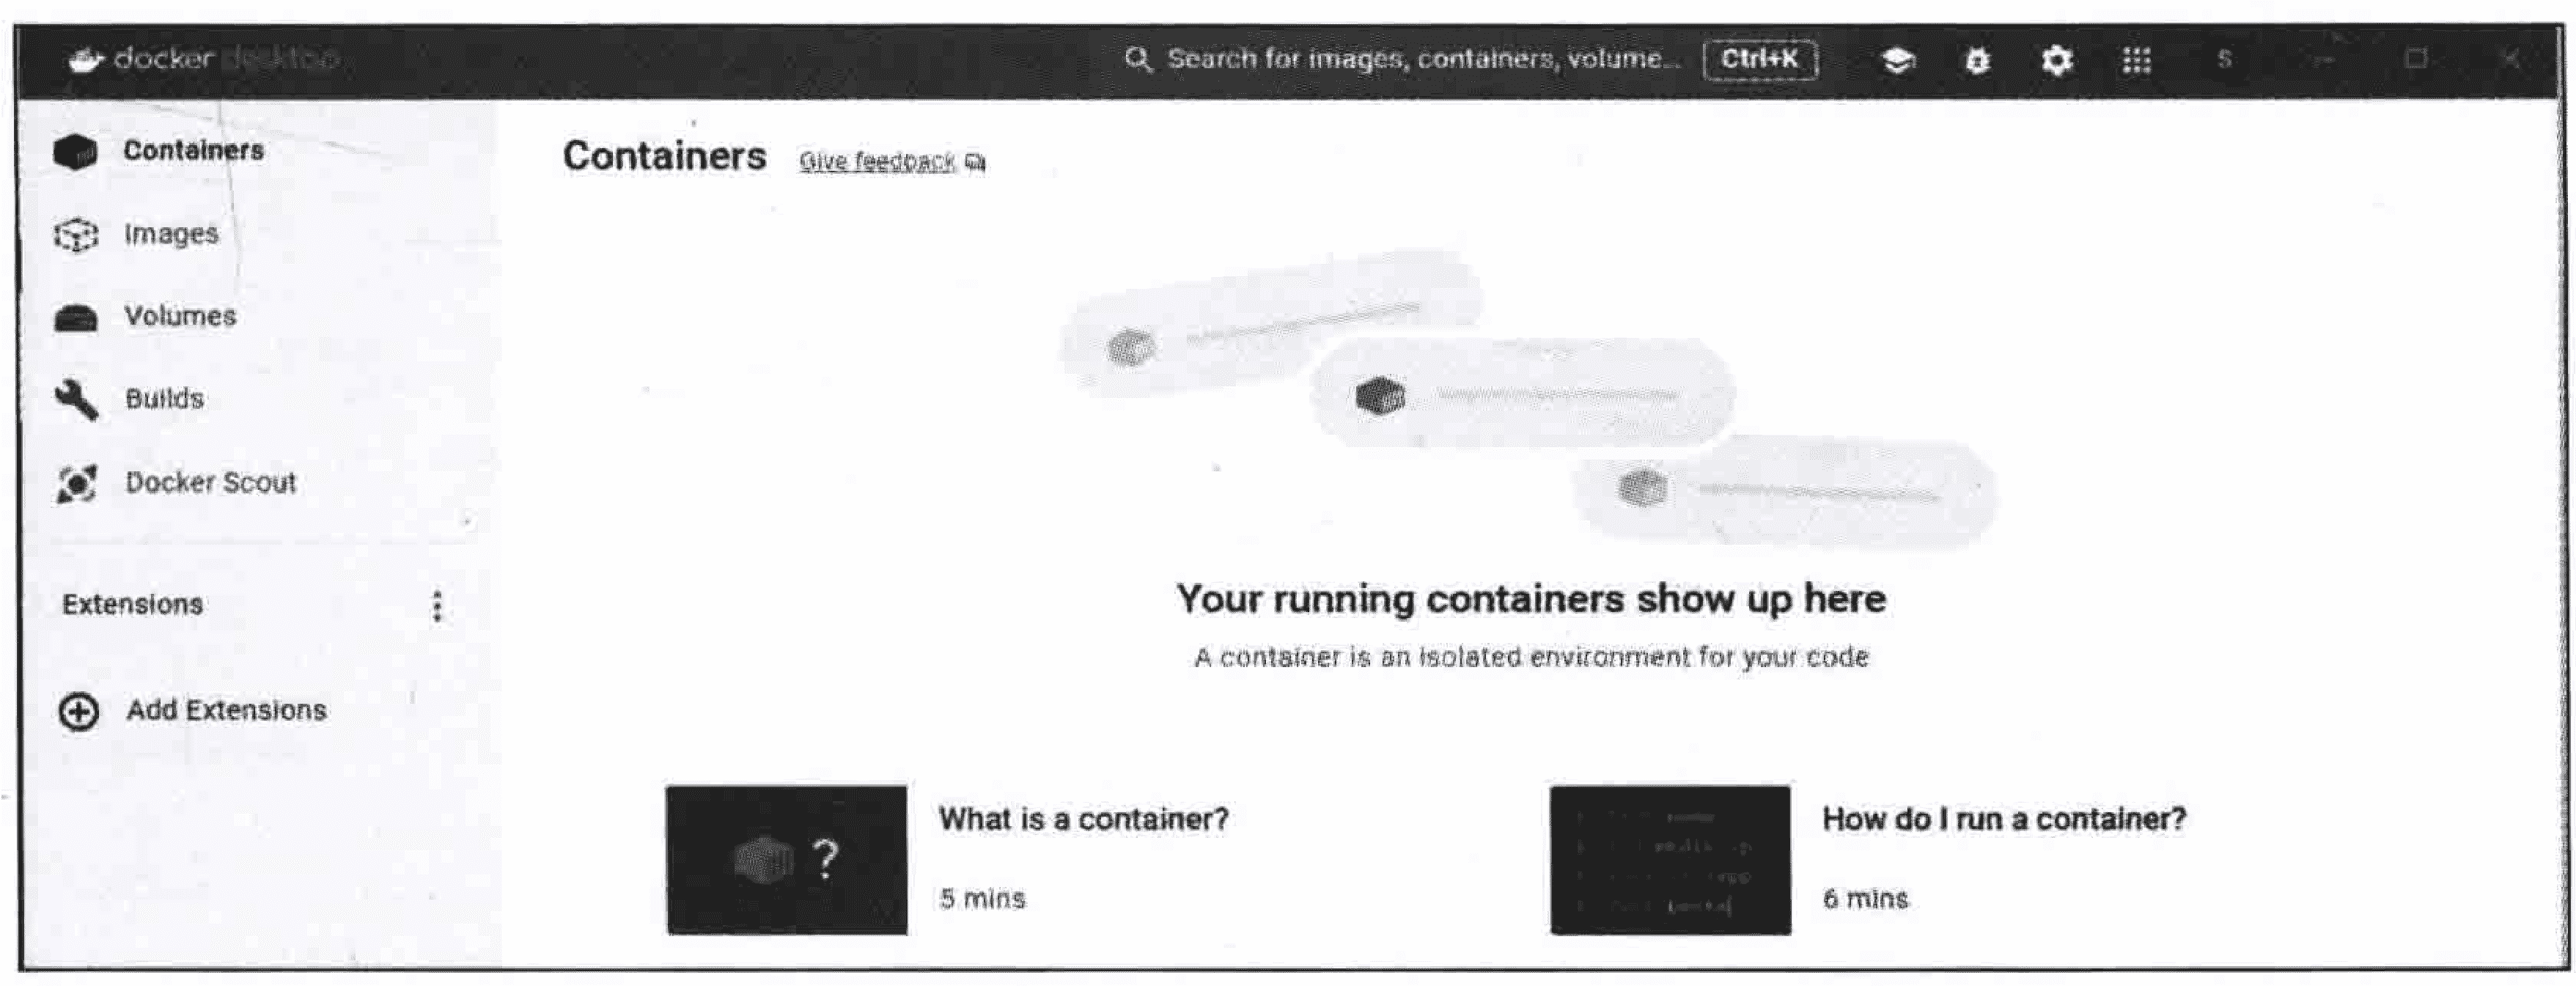 docker desktop
Search for images, containers, volume...
Ctrl+K
S
Containers
Images
Volumes
Builds
Docker Scout
Extensions
Add Extensions
Containers
Give feedback
Your running containers show up here
A container is an isolated environment for your code
?
What is a container?
5 mins
How do I run a container?
6 mins